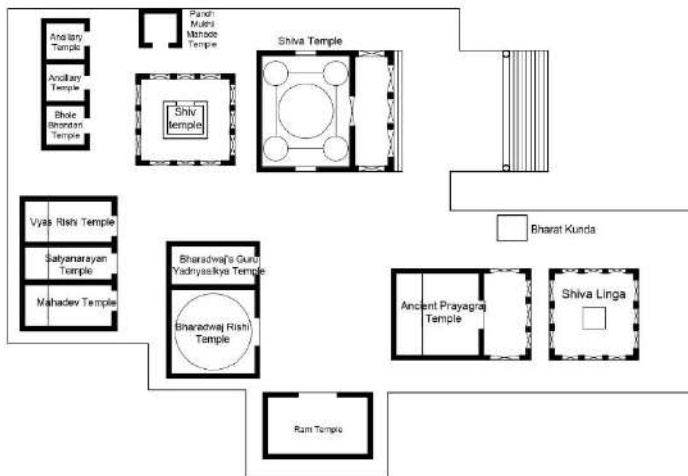 Ancillary
Temple
Ancillary
Temple
Bhole
Bhandari
Temple
Panch
Mukhi
Mahade
Temple
Shiv
temple
Shiva Temple
Vyas Rishi Temple
Satyanarayan
Temple
Mahadev Temple
Bharadwaj's Guru
Yadnyaalkya Temple
Bharadwaj Rishi
Temple
Ram Temple
Bharat Kunda
Ancient Prayagraj
Temple
Shiva Linga